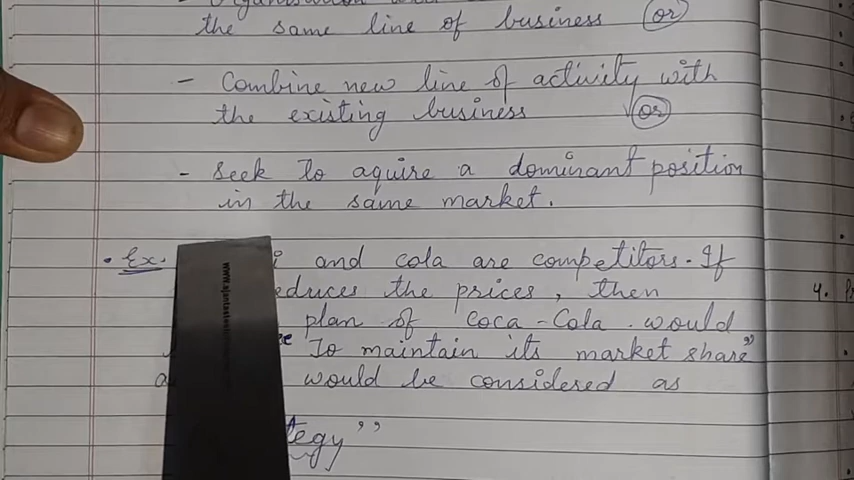 the same line of business (or)
- Combine new line of activity with
the existing business (or)
- Seek To aquire a dominant position
in the same market.
• Ex. and cola are competitors. If
the prices, then
4.
plan of Coca-Cola would
To maintain its market share"
would be considered as
tegy”